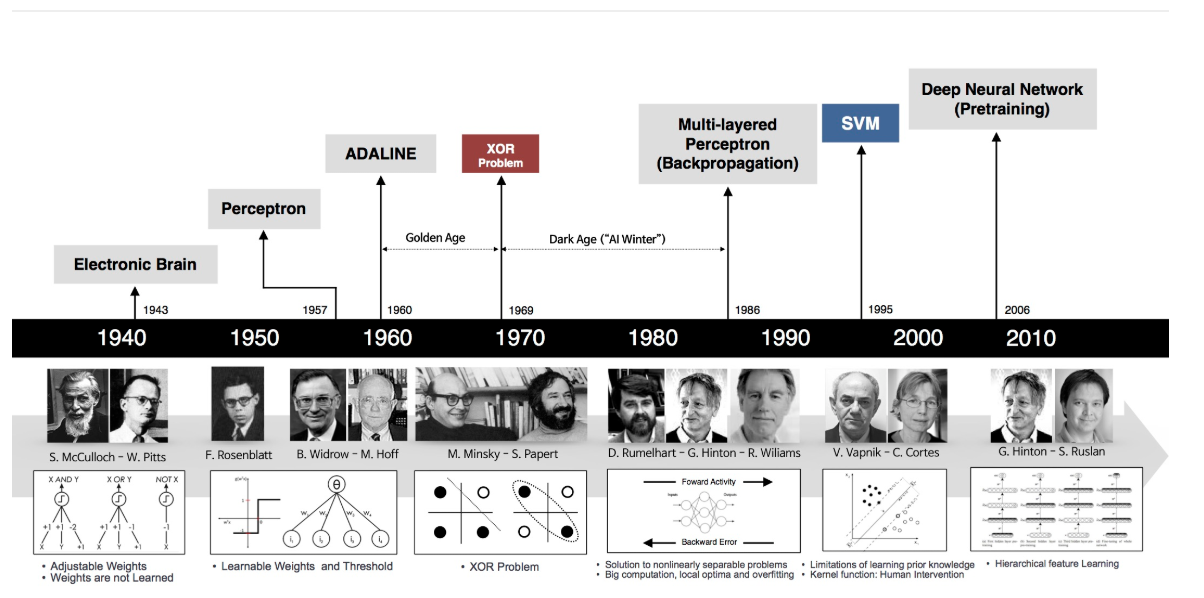 Deep Neural Network
(Pretraining)
Multi-layered
Perceptron
(Backpropagation)
SVM
ADALINE
XOR
Problem
Perceptron
Golden Age
Dark Age ("AI Winter")
Electronic Brain
1943
1957
1960
1969
1986
1995
2006
1940
1950
1960
1970
1980
1990
2000
2010
S. McCulloch – W. Pitts
F. Rosenblatt
B. Widrow – M. Hoff
M. Minsky – S. Papert
D. Rumelhart – G. Hinton – R. Wiliams
V. Vapnik – C. Cortes
G. Hinton – S. Ruslan
X AND Y
X OR Y
NOT X
+1 +1 -2
+1 +1 -1
-1
X Y +1
X Y +1
X
Foward Activity
Inputs
Outputs
Backward Error
• Adjustable Weights
• Weights are not Learned
• Learnable Weights and Threshold
• XOR Problem
• Solution to nonlinearly separable problems
• Big computation, local optima and overfitting
• Limitations of learning prior knowledge
• Kernel function: Human Intervention
• Hierarchical feature Learning